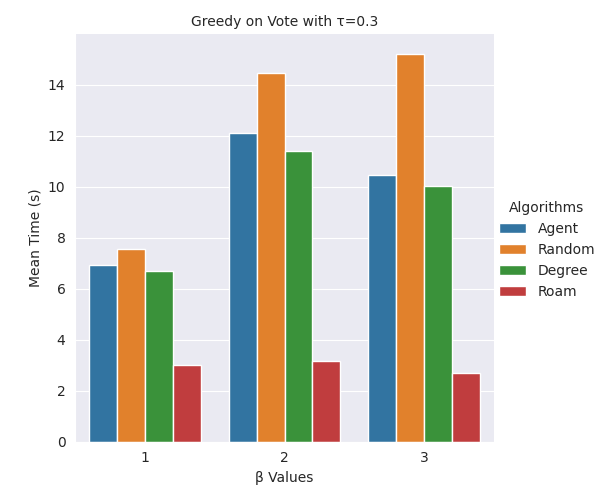 Greedy on Vote with τ=0.3
Mean Time (s)
14
12
10
8
6
4
2
0
1 2 3
β Values
Algorithms
Agent
Random
Degree
Roam